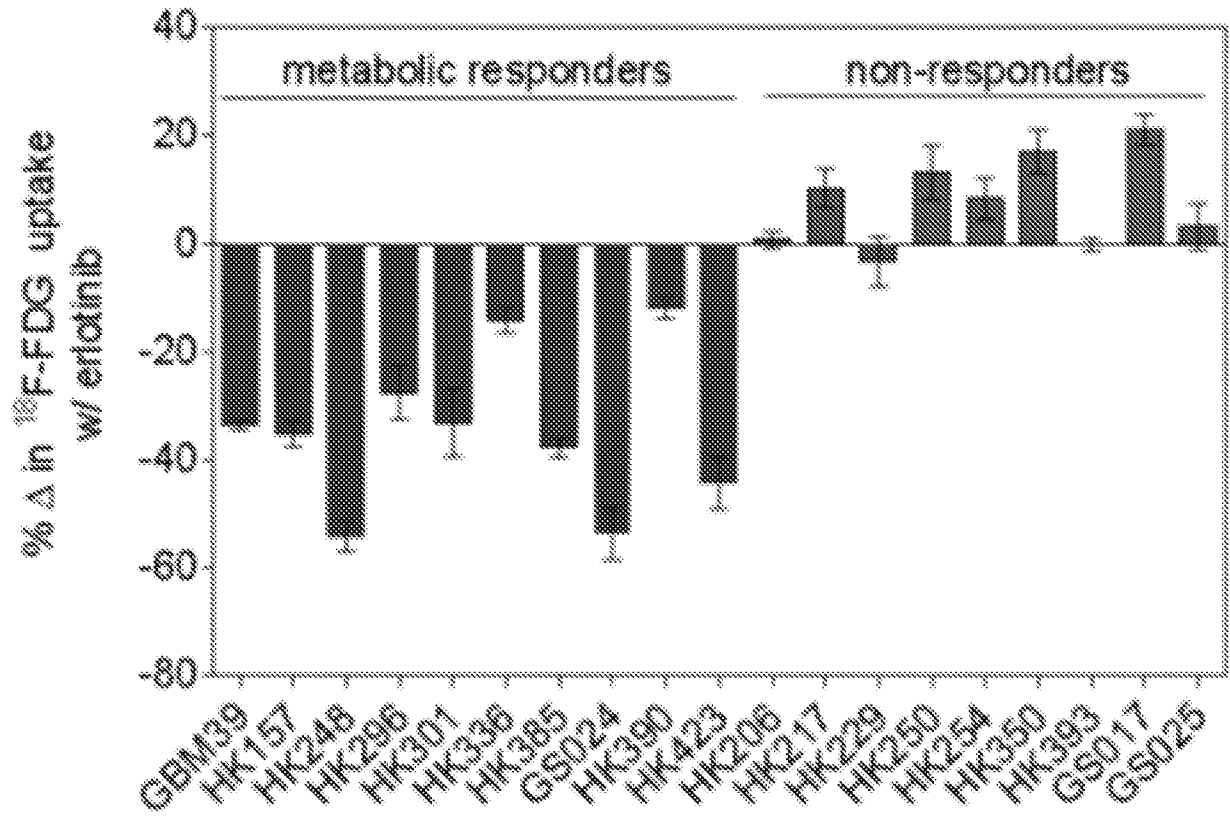 40
20
0
-20
-40
-60
-80
% Δ in ¹⁸F-FDG uptake
w/ erlotinib
metabolic responders
non-responders
GBM39
HK157
HK248
HK296
HK301
HK336
HK385
GS024
HK390
HK423
HK206
HK217
HK229
HK250
HK254
HK350
HK393
GS017
GS025